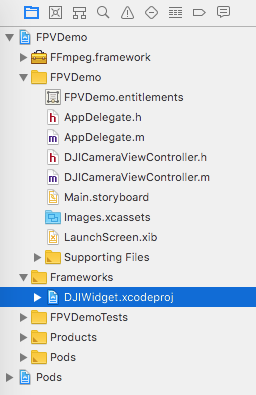 FPVDemo
FFmpeg.framework
FPVDemo
FPVDemo.entitlements
AppDelegate.h
AppDelegate.m
DJICameraViewController.h
DJICameraViewController.m
Main.storyboard
Images.xcassets
LaunchScreen.xib
Supporting Files
Frameworks
DJIWidget.xcodeproj
FPVDemoTests
Products
Pods
Pods